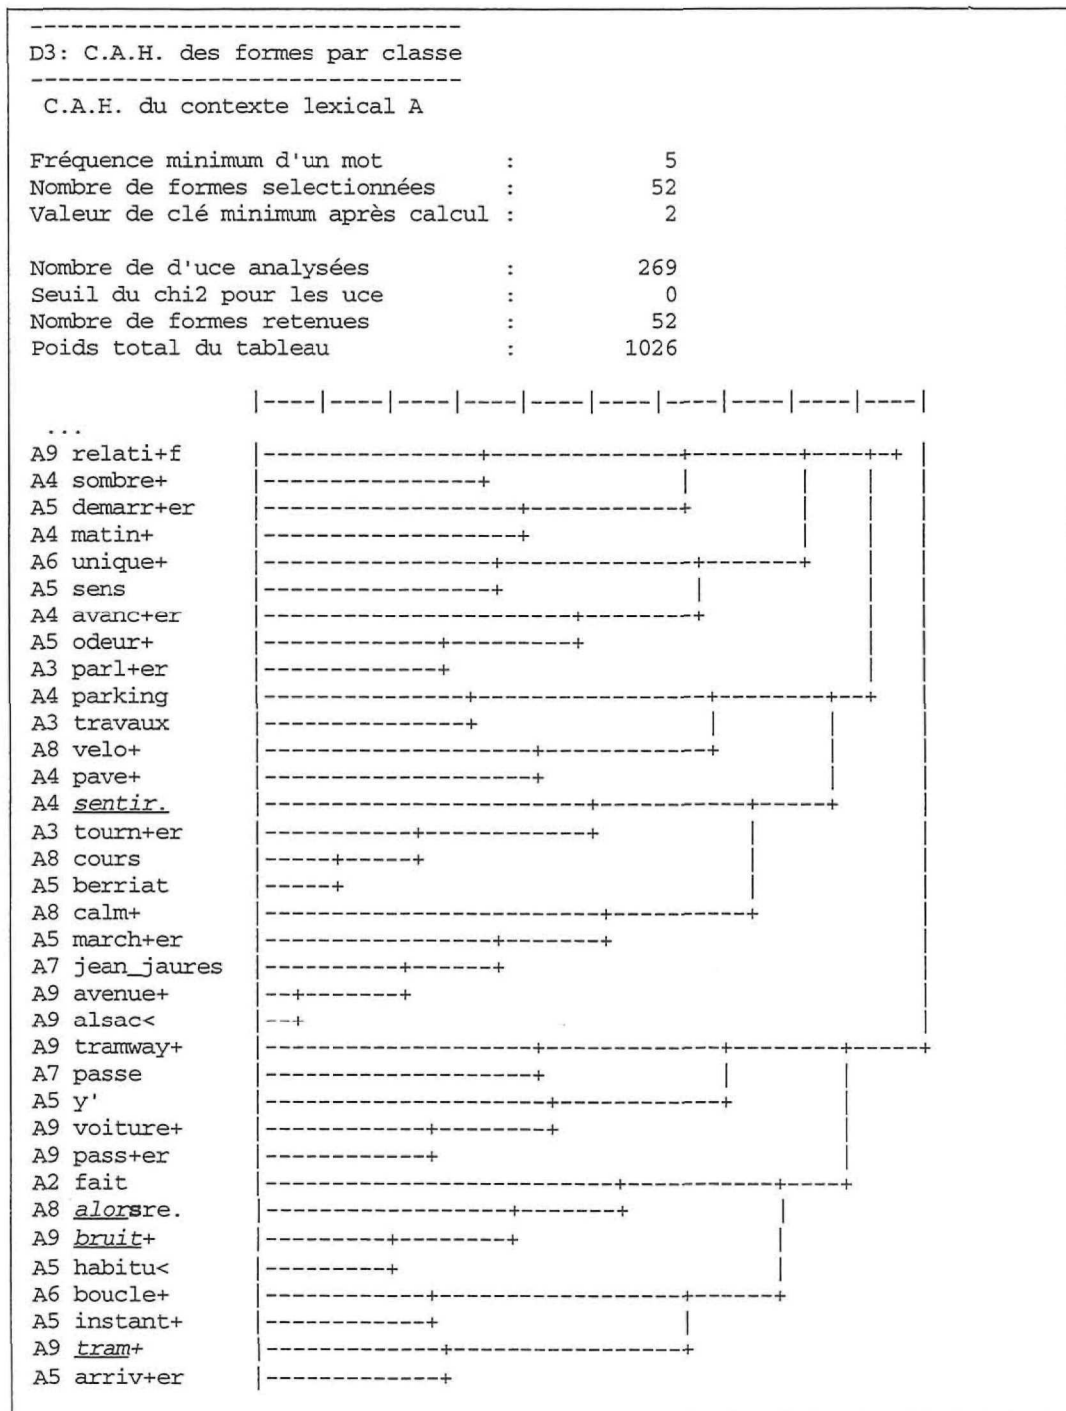 --------------------------------
D3: C.A.H. des formes par classe
--------------------------------
C.A.H. du contexte lexical A
Fréquence minimum d'un mot : 5
Nombre de formes selectionnées : 52
Valeur de clé minimum après calcul : 2
Nombre de d'uce analysées : 269
Seuil du chi2 pour les uce : 0
Nombre de formes retenues : 52
Poids total du tableau : 1026
|----|----|----|----|----|----|----|----|----|----|
...
A9 relati+f
A4 sombre+
A5 demarr+er
A4 matin+
A6 unique+
A5 sens
A4 avanc+er
A5 odeur+
A3 parl+er
A4 parking
A3 travaux
A8 velo+
A4 pave+
A4 sentir.
A3 tourn+er
A8 cours
A5 berriat
A8 calm+
A5 march+er
A7 jean_jaures
A9 avenue+
A9 alsac<
A9 tramway+
A7 passe
A5 y'
A9 voiture+
A9 pass+er
A2 fait
A8 alorsre.
A9 bruit+
A5 habitu<
A6 boucle+
A5 instant+
A9 tram+
A5 arriv+er